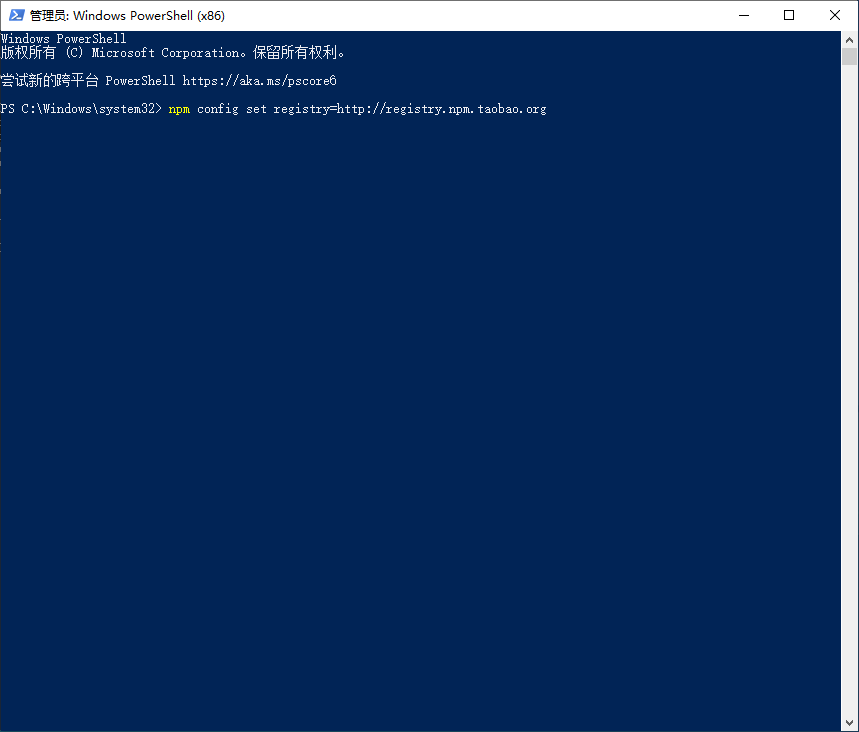 管理员: Windows PowerShell (x86)
Windows PowerShell
版权所有 (C) Microsoft Corporation。保留所有权利。
尝试新的跨平台 PowerShell https://aka.ms/pscore6
PS C:\Windows\system32> npm config set registry=http://registry.npm.taobao.org